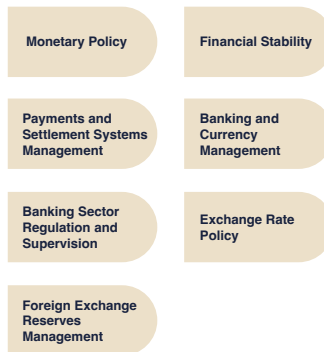 Monetary Policy
Financial Stability
Payments and
Settlement Systems
Management
Banking and
Currency
Management
Banking Sector
Regulation and
Supervision
Exchange Rate
Policy
Foreign Exchange
Reserves
Management